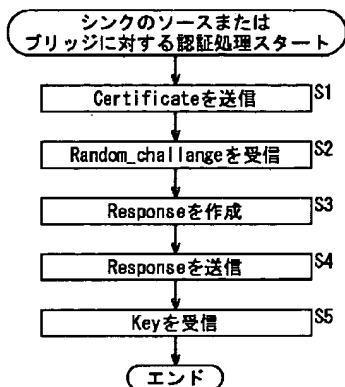 シンクのソースまたは
ブリッジに対する認証処理スタート
Certificateを送信 S1
Random_challangeを受信 S2
Responseを作成 S3
Responseを送信 S4
Keyを受信 S5
エンド